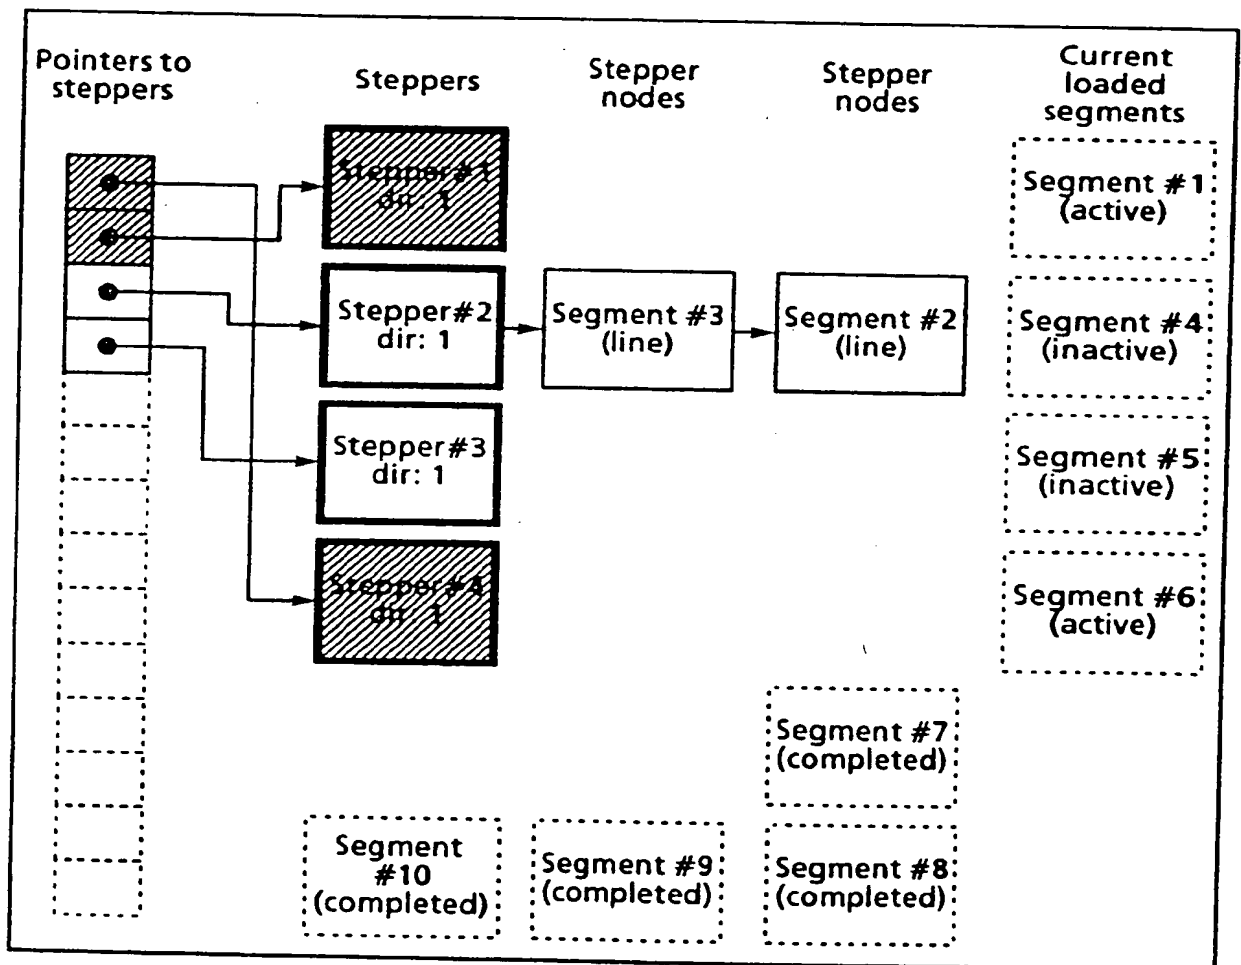 Pointers to
steppers
Steppers
Stepper
nodes
Stepper
nodes
Current
loaded
segments
Stepper#1
dir: 1
Segment #1
(active)
Stepper#2
dir: 1
Segment #3
(line)
Segment #2
(line)
Segment #4
(inactive)
Stepper#3
dir: 1
Segment #5
(inactive)
Stepper#4
dir: 1
Segment #6
(active)
Segment #7
(completed)
Segment
#10
(completed)
Segment #9
(completed)
Segment #8
(completed)